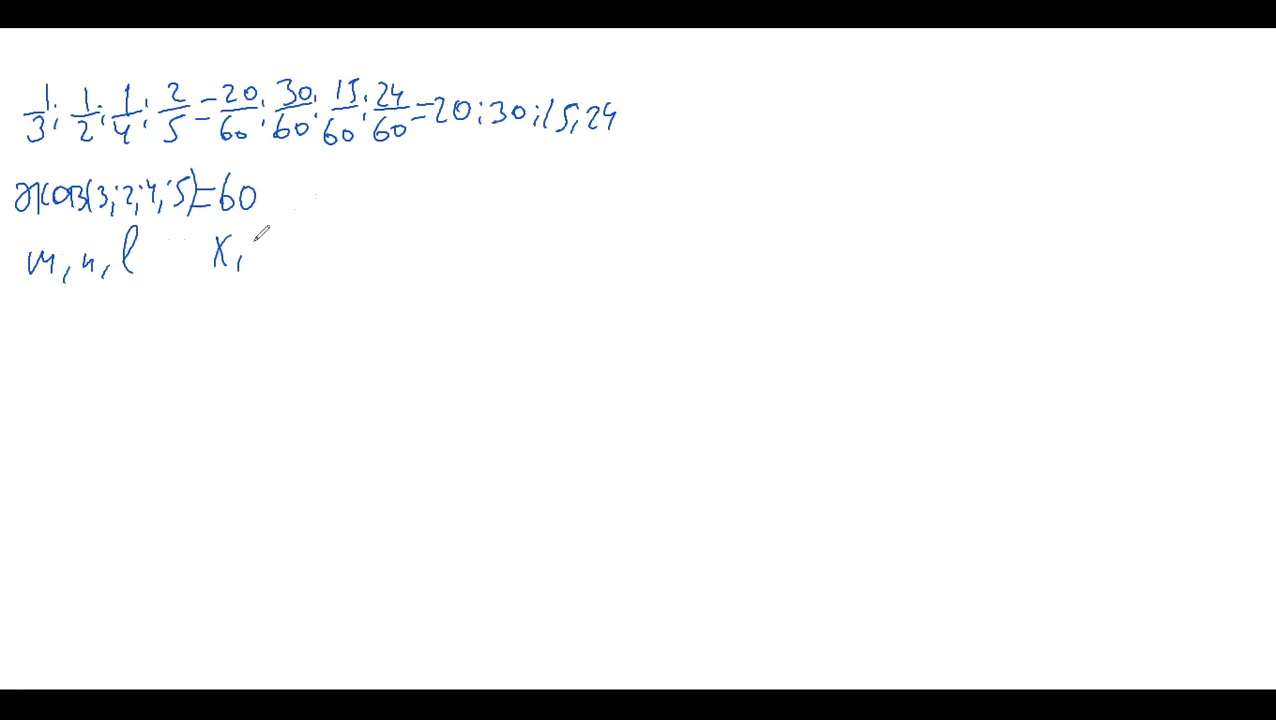 1/3 : 1/2 : 1/4 : 2/5 = 20/60 : 30/60 : 15/60 : 24/60 = 20 : 30 : 15 : 24
(3; 2; 4; 5) = 60
m, n, l X,